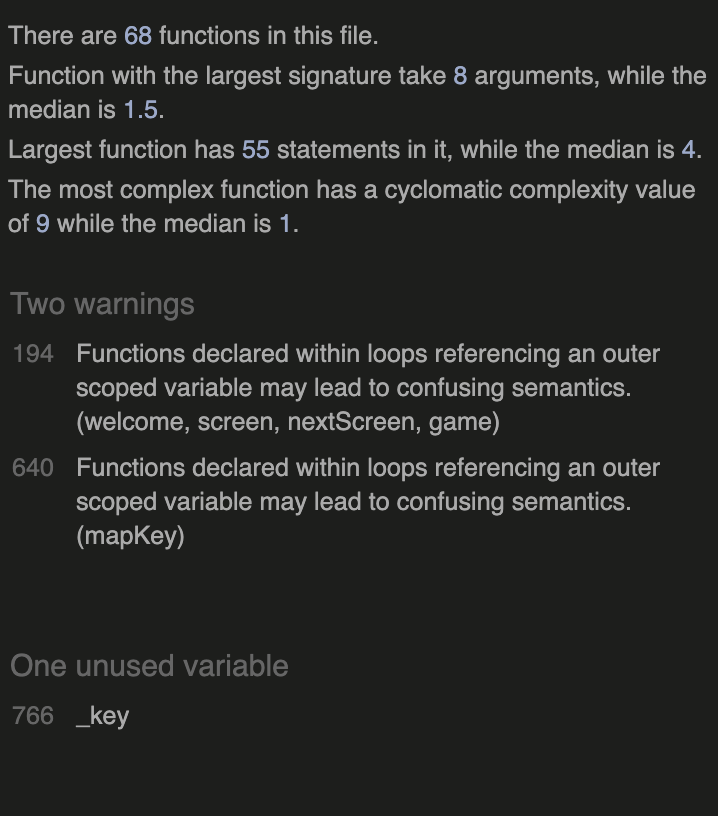 There are 68 functions in this file.
Function with the largest signature take 8 arguments, while the
median is 1.5.
Largest function has 55 statements in it, while the median is 4.
The most complex function has a cyclomatic complexity value
of 9 while the median is 1.
Two warnings
194 Functions declared within loops referencing an outer
scoped variable may lead to confusing semantics.
(welcome, screen, nextScreen, game)
640 Functions declared within loops referencing an outer
scoped variable may lead to confusing semantics.
(mapKey)
One unused variable
766 _key